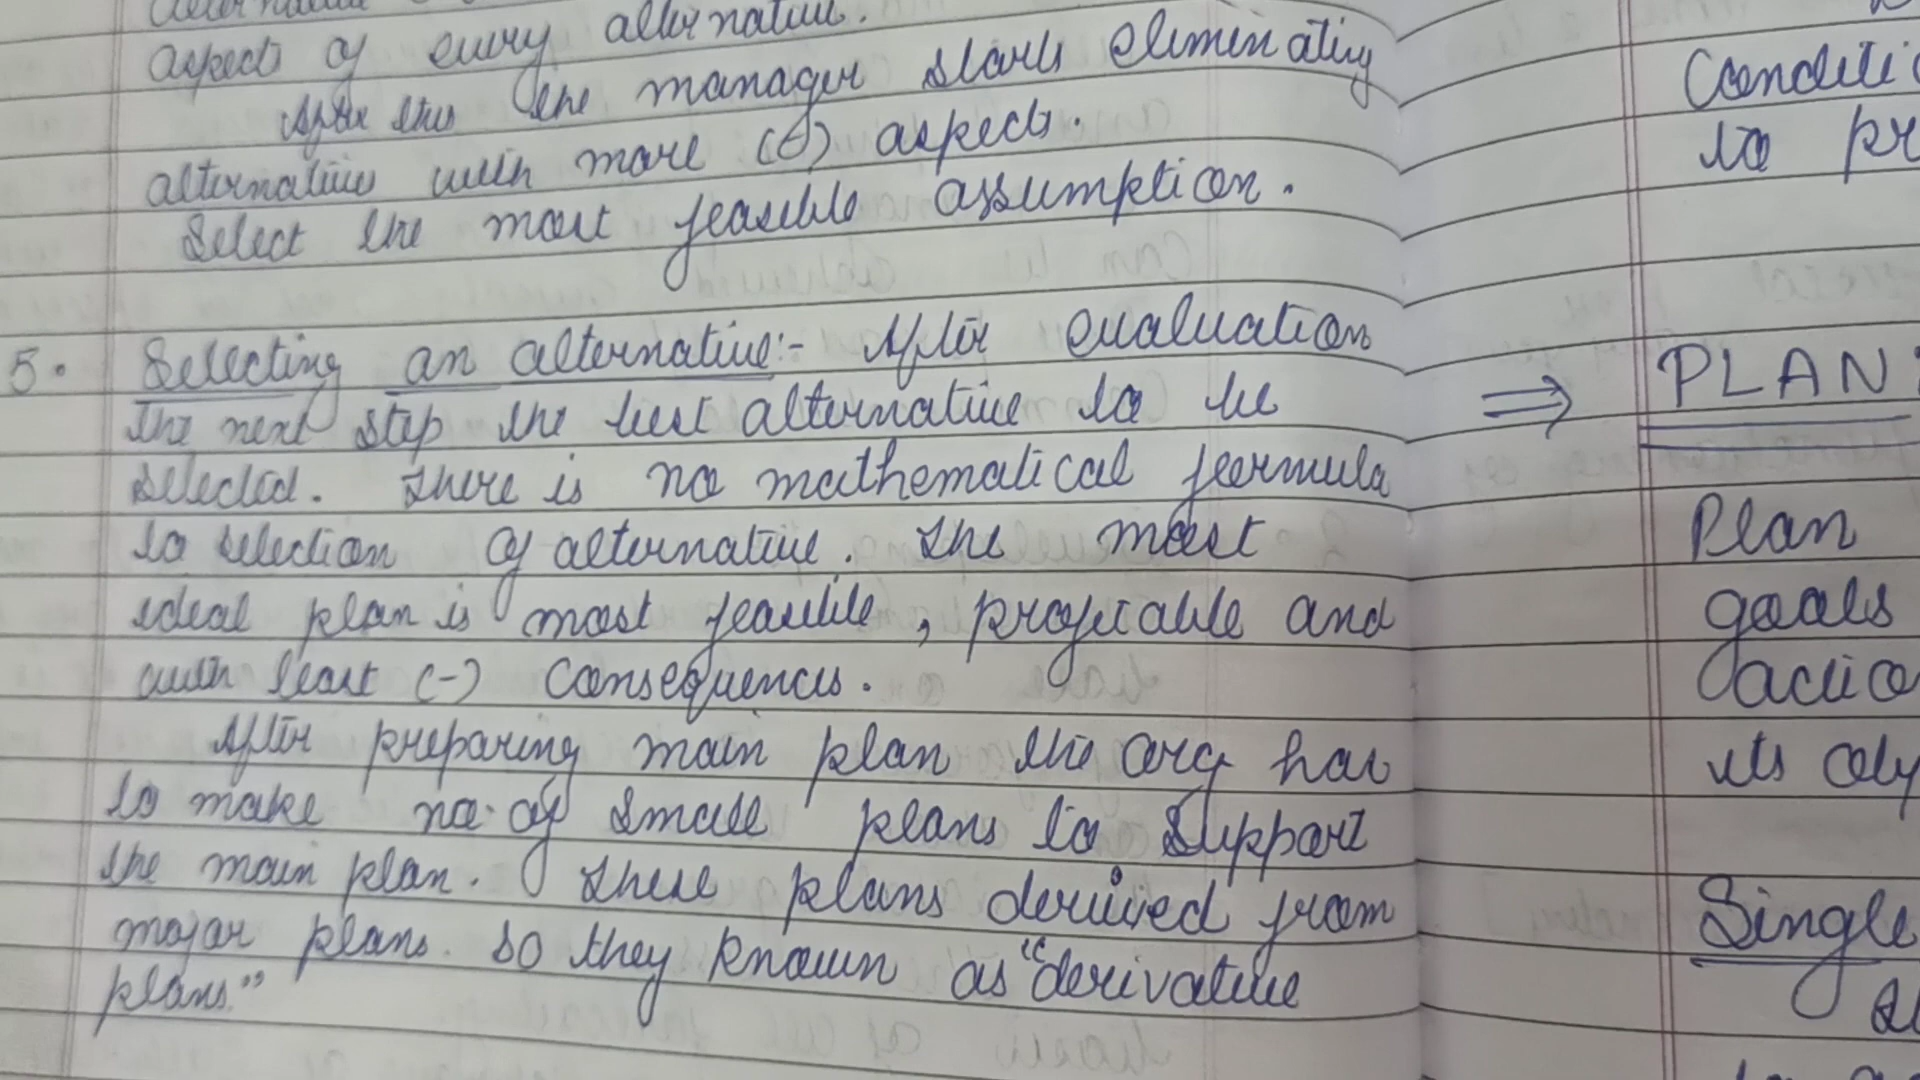 aspects of every alternative.
After this the manager starts eliminating
alternatives with more (-) aspects.
Select the most feasible assumption.
5. Selecting an alternative:- After evaluation
the next step the best alternative to be
selected. There is no mathematical formula
to selection of alternative. The most
ideal plan is most feasible, profitable and
with least (-) consequences.
After preparing main plan the org has
to make no. of small plans to support
the main plan. These plans derived from
major plans. So they known as "derivative
plans"
Conditi
to pr
⇒ PLAN
Plan
goals
actio
its obj
Single